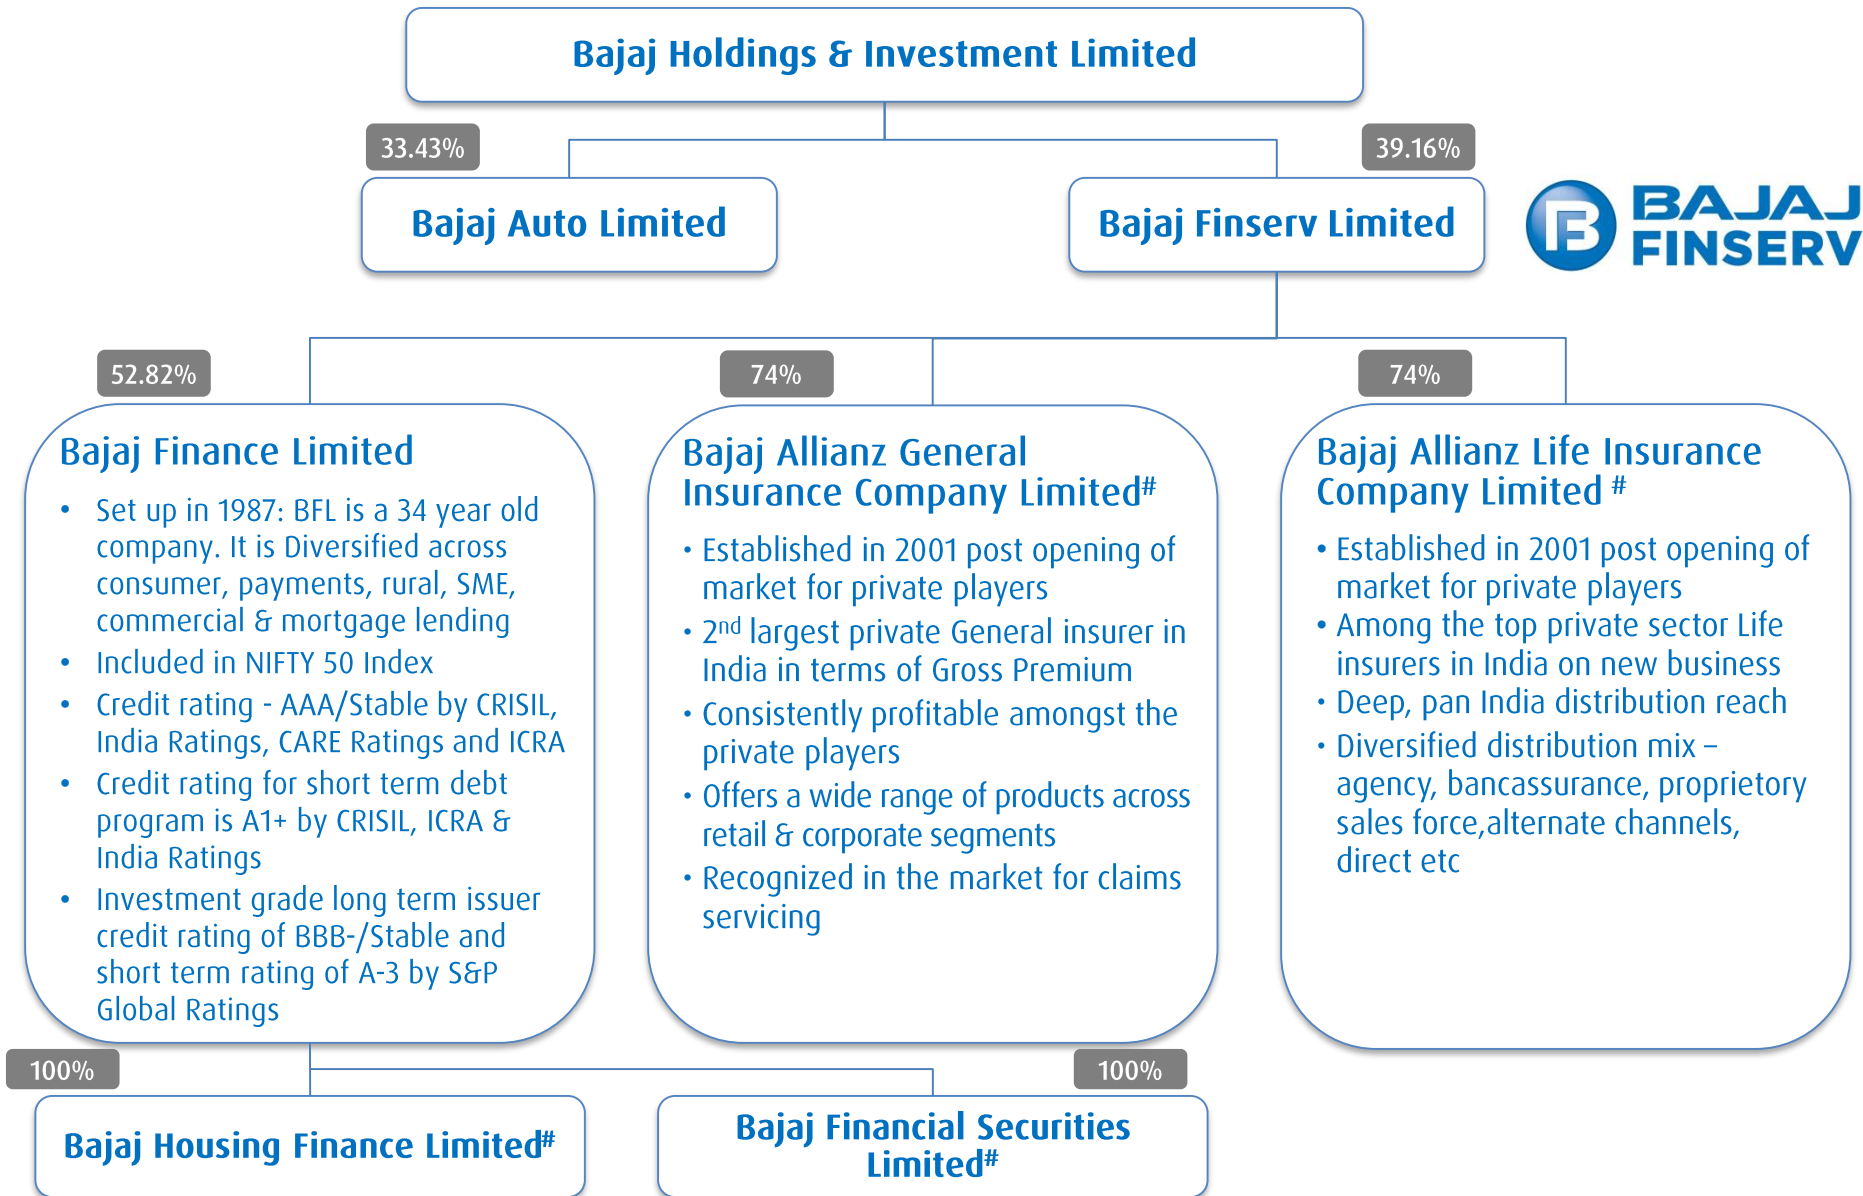 Bajaj Holdings & Investment Limited
33.43%
39.16%
Bajaj Auto Limited
Bajaj Finserv Limited
BAJAJ
FINSERV
52.82%
74%
74%
Bajaj Finance Limited
• Set up in 1987: BFL is a 34 year old
company. It is Diversified across
consumer, payments, rural, SME,
commercial & mortgage lending
• Included in NIFTY 50 Index
• Credit rating - AAA/Stable by CRISIL,
India Ratings, CARE Ratings and ICRA
• Credit rating for short term debt
program is A1+ by CRISIL, ICRA &
India Ratings
• Investment grade long term issuer
credit rating of BBB-/Stable and
short term rating of A-3 by S&P
Global Ratings
Bajaj Allianz General
Insurance Company Limited#
• Established in 2001 post opening of
market for private players
• 2nd largest private General insurer in
India in terms of Gross Premium
• Consistently profitable amongst the
private players
• Offers a wide range of products across
retail & corporate segments
• Recognized in the market for claims
servicing
Bajaj Allianz Life Insurance
Company Limited #
• Established in 2001 post opening of
market for private players
• Among the top private sector Life
insurers in India on new business
• Deep, pan India distribution reach
• Diversified distribution mix –
agency, bancassurance, proprietory
sales force,alternate channels,
direct etc
100%
100%
Bajaj Housing Finance Limited#
Bajaj Financial Securities
Limited#